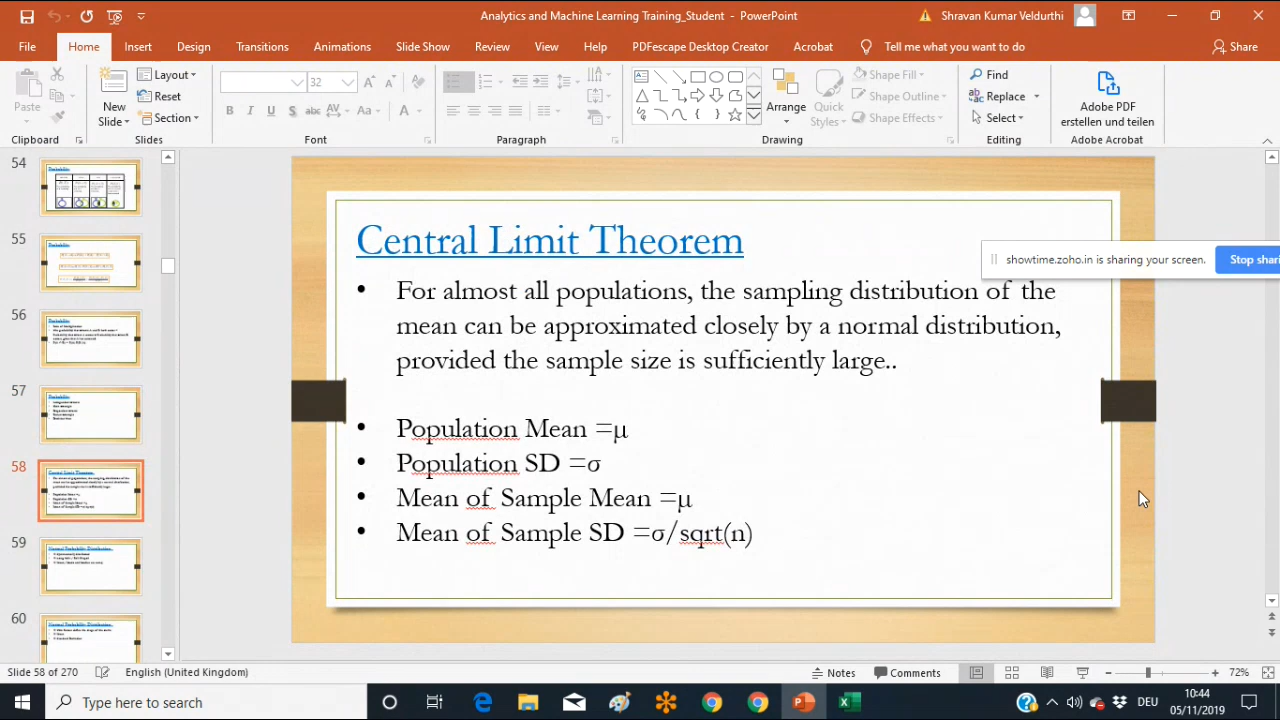 Analytics and Machine Learning Training_Student - PowerPoint
Shravan Kumar Veldurthi
File Home Insert Design Transitions Animations Slide Show Review View Help PDFescape Desktop Creator Acrobat Tell me what you want to do Share
Paste
New Slide
Layout
Reset
Section
32
B I U S abc AV Aa A
Arrange
Quick Styles
Shape Fill
Shape Outline
Shape Effects
Find
Replace
Select
Adobe PDF
erstellen und teilen
Clipboard Slides Font Paragraph Drawing Editing Adobe Acrobat
54
55
56
57
58
59
60
Central Limit Theorem
• For almost all populations, the sampling distribution of the
mean can be approximated closely by a normal distribution,
provided the sample size is sufficiently large..
• Population Mean =μ
• Population SD =σ
• Mean of Sample Mean =μ
• Mean of Sample SD =σ/sqrt(n)
showtime.zoho.in is sharing your screen.
Stop shari
Slide 58 of 270 English (United Kingdom) Notes Comments 72%
Type here to search
DEU
10:44
05/11/2019